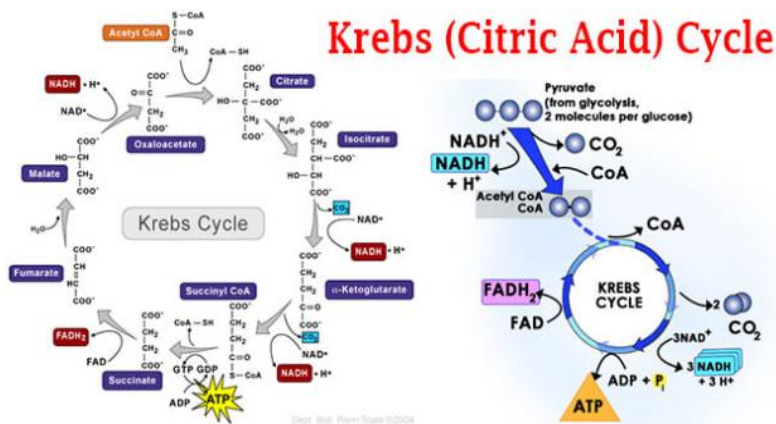 Krebs (Citric Acid) Cycle
S—CoA
Acetyl CoA
C=O
CH₃
CoA—SH
COO⁻
CH₂
HO—C—COO⁻
CH₂
COO⁻
Citrate
H₂O
H₂O
Isocitrate
COO⁻
CH₂
HC—COO⁻
HO—CH
COO⁻
CO₂
NAD⁺
NADH + H⁺
COO⁻
CH₂
CH₂
C=O
COO⁻
α-Ketoglutarate
CO₂
NAD⁺
NADH + H⁺
Succinyl CoA
COO⁻
CH₂
CH₂
C=O
S—CoA
CoA—SH
GTP GDP
ADP
ATP
COO⁻
CH₂
CH₂
COO⁻
Succinate
FAD
FADH₂
Fumarate
COO⁻
CH
HC
COO⁻
H₂O
Malate
COO⁻
HO—CH
CH₂
COO⁻
NAD⁺
NADH + H⁺
COO⁻
O=C
CH₂
COO⁻
Oxaloacetate
Krebs Cycle
Dept. Biol. Penn State ©2004
Pyruvate
(from glycolysis,
2 molecules per glucose)
NADH⁺
CO₂
NADH
+ H⁺
CoA
Acetyl CoA
CoA
CoA
KREBS
CYCLE
FADH₂
FAD
2
CO₂
3NAD⁺
3 NADH
+ 3 H+
ADP + Pi
ATP